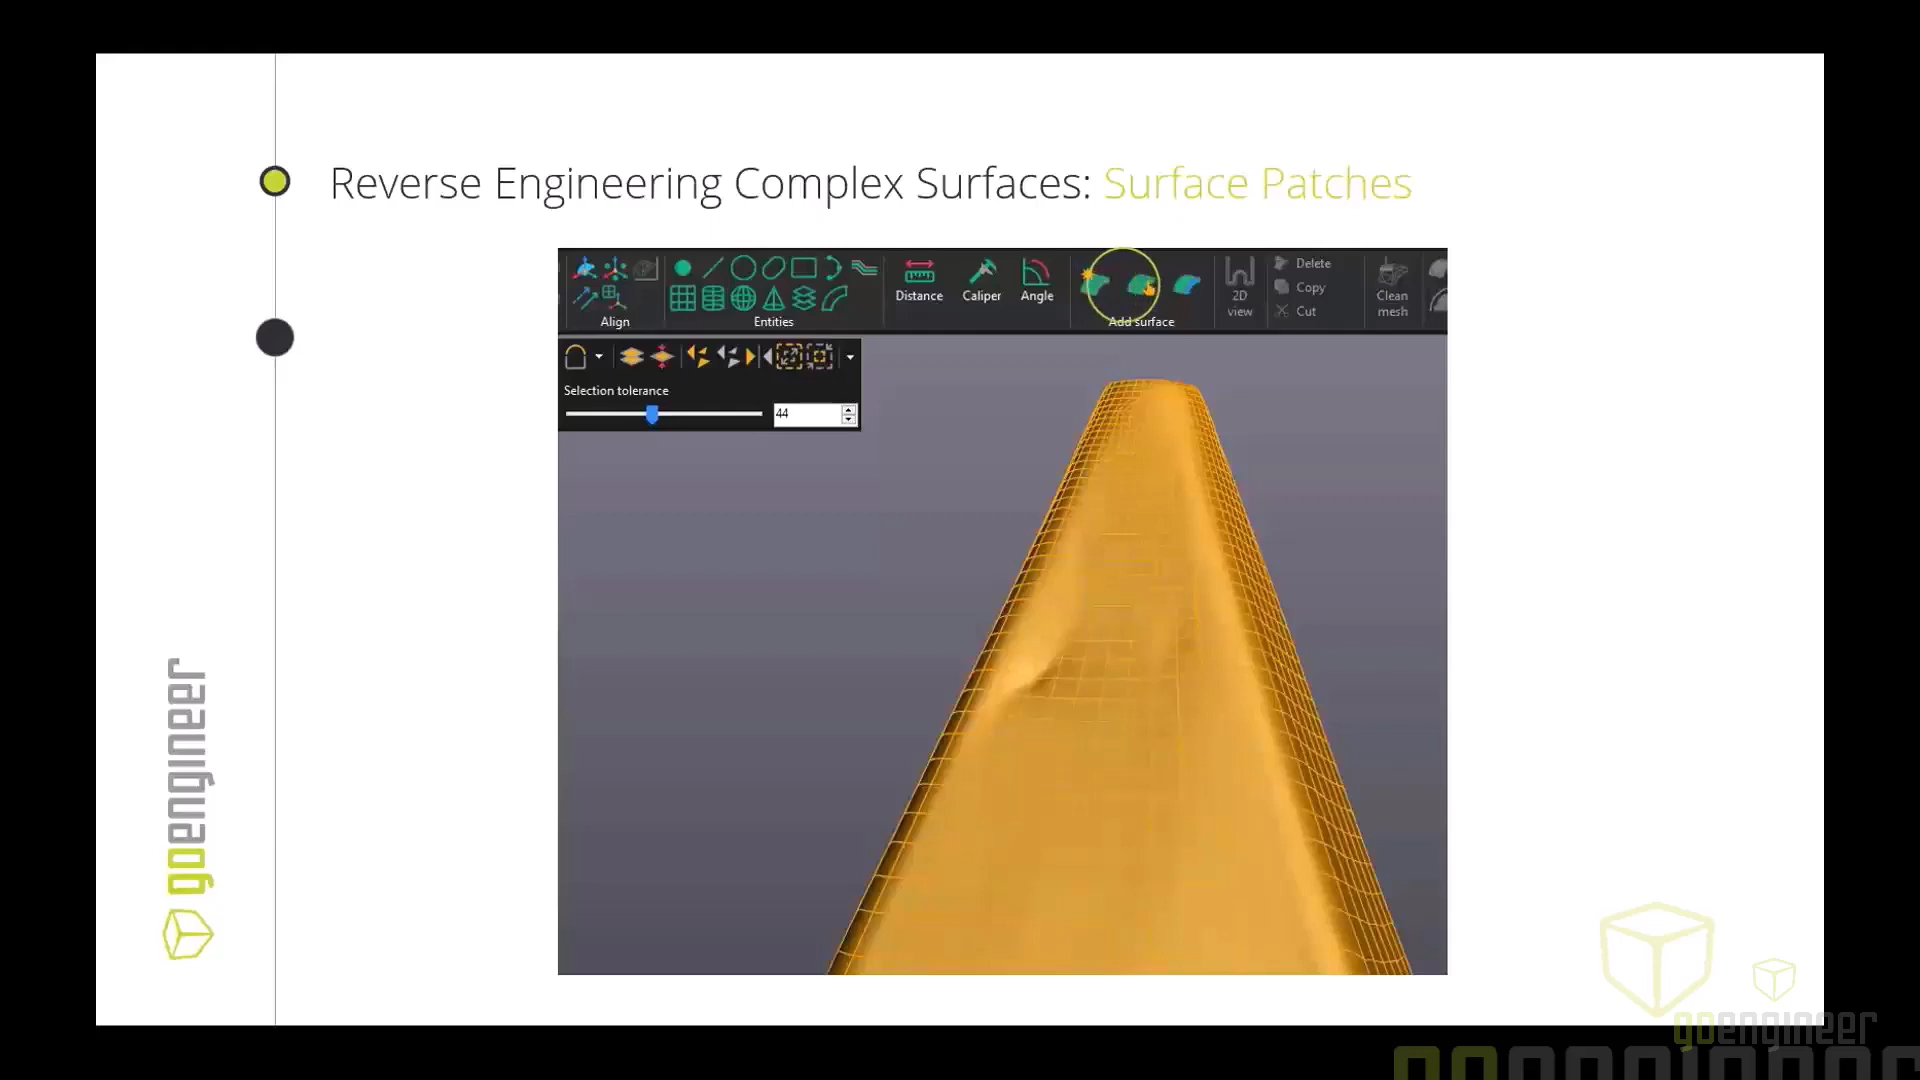 Reverse Engineering Complex Surfaces: Surface Patches
Distance
Caliper
Angle
2D
view
Delete
Copy
Cut
Clean
mesh
Align
Entities
Add surface
Selection tolerance
44
goengineer
goengineer